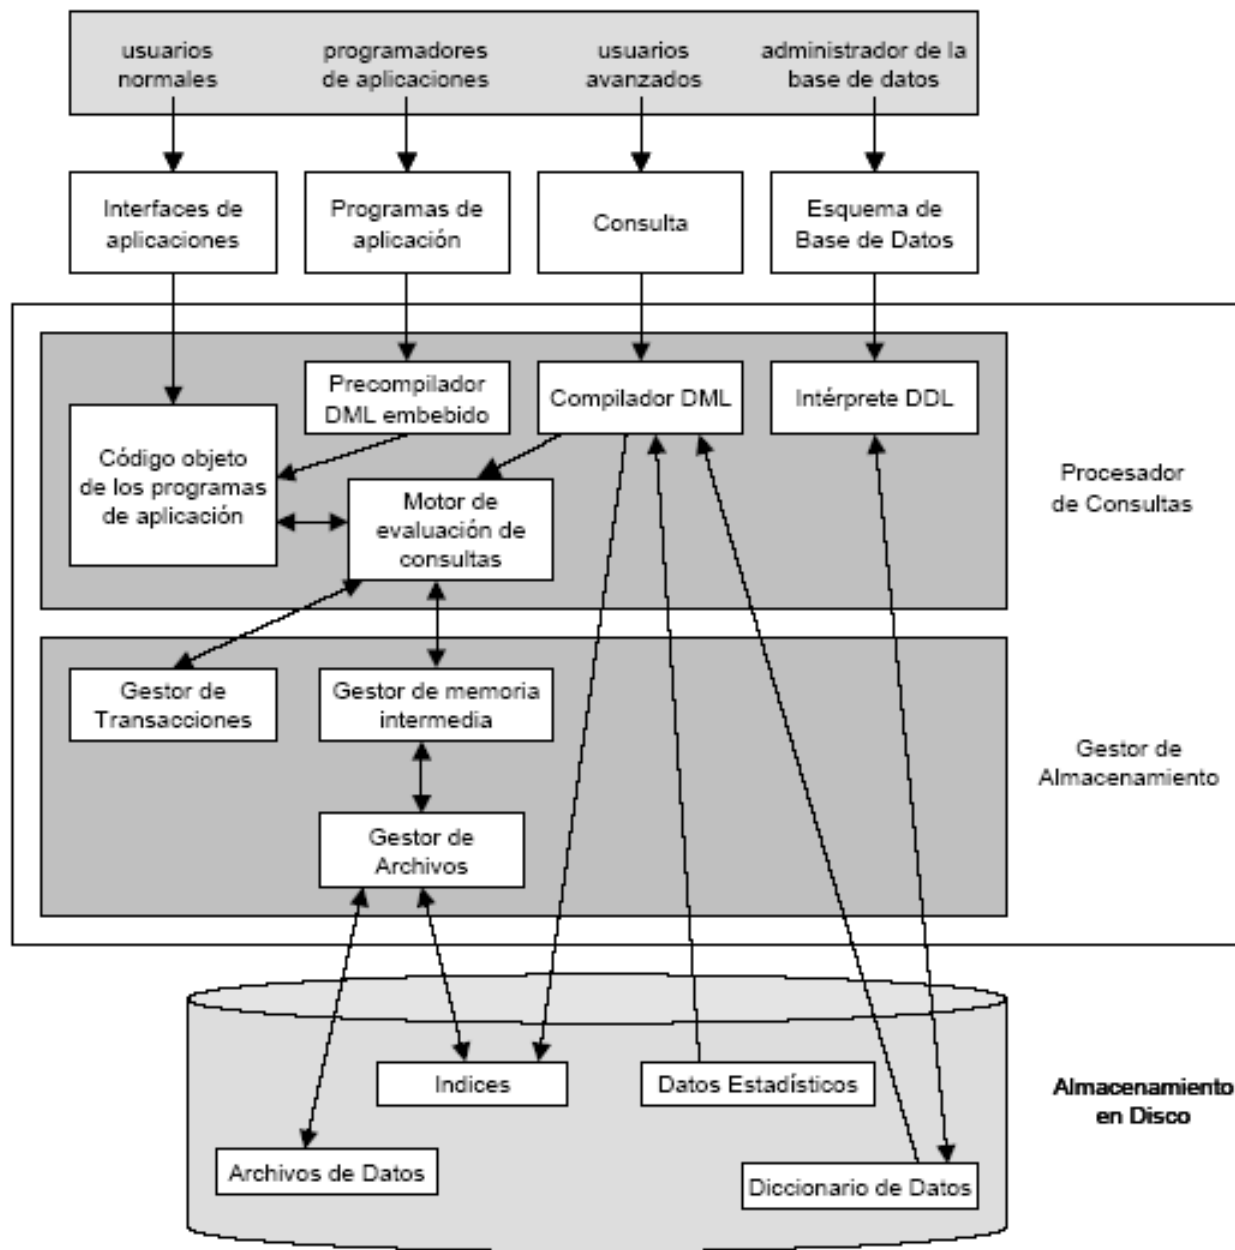 usuarios
normales
programadores
de aplicaciones
usuarios
avanzados
administrador de la
base de datos
Interfaces de
aplicaciones
Programas de
aplicación
Consulta
Esquema de
Base de Datos
Precompilador
DML embebido
Compilador DML
Intérprete DDL
Código objeto
de los programas
de aplicación
Motor de
evaluación de
consultas
Procesador
de Consultas
Gestor de
Transacciones
Gestor de memoria
intermedia
Gestor de
Almacenamiento
Gestor de
Archivos
Indices
Datos Estadísticos
Almacenamiento
en Disco
Archivos de Datos
Diccionario de Datos